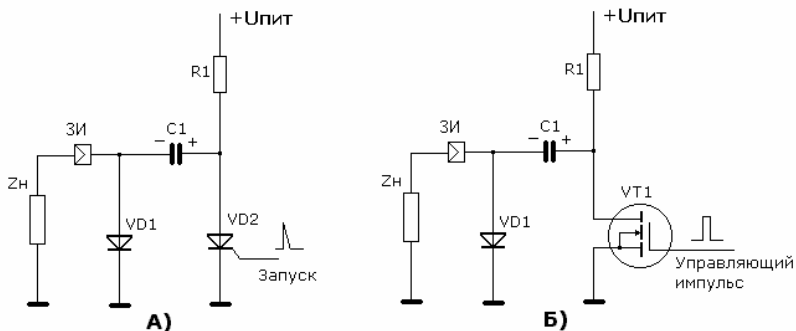 +Uпит
R1
ЗИ
C1
− +
Zн
VD1
VD2
Запуск
А)
+Uпит
R1
ЗИ
C1
− +
Zн
VD1
VT1
Управляющий
импульс
Б)